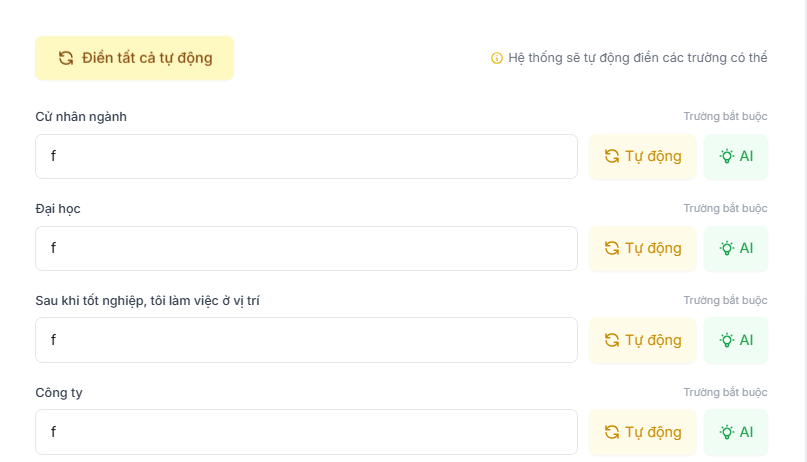 Điền tất cả tự động
Hệ thống sẽ tự động điền các trường có thể
Cử nhân ngành
Trường bắt buộc
f
Tự động
AI
Đại học
Trường bắt buộc
f
Tự động
AI
Sau khi tốt nghiệp, tôi làm việc ở vị trí
Trường bắt buộc
f
Tự động
AI
Công ty
Trường bắt buộc
f
Tự động
AI